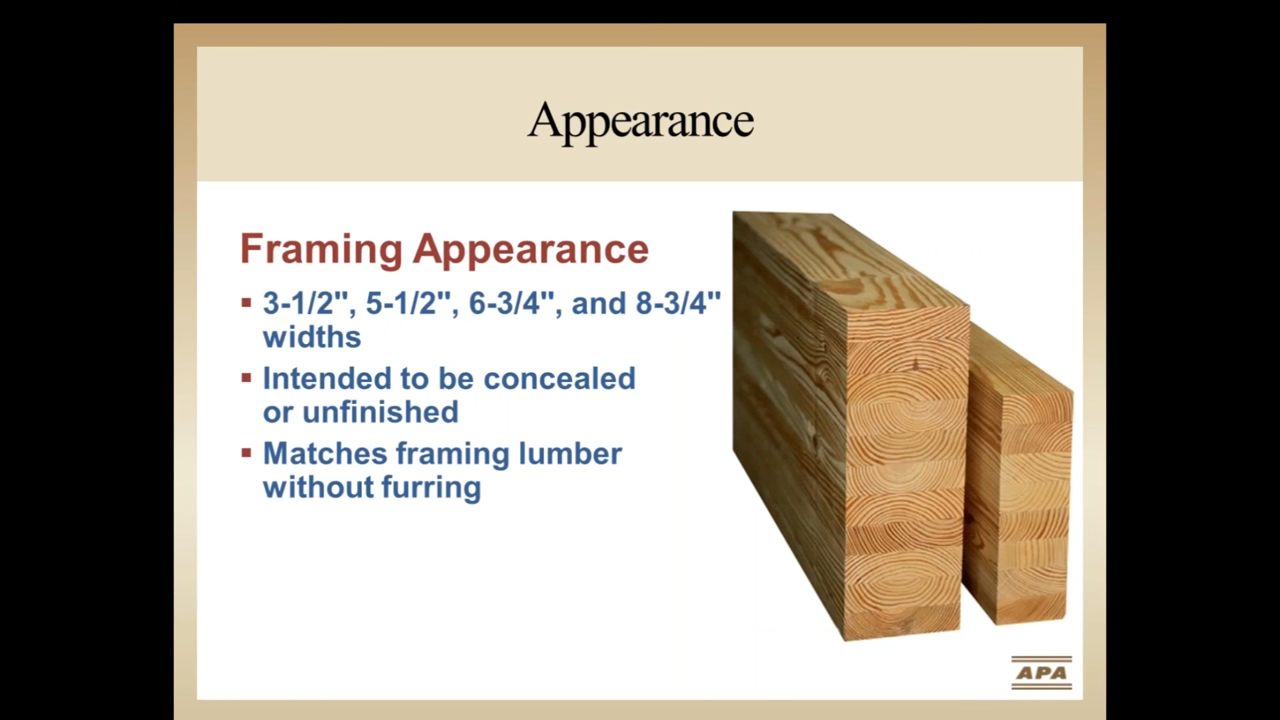 Appearance
Framing Appearance
▪ 3-1/2", 5-1/2", 6-3/4", and 8-3/4"
widths
▪ Intended to be concealed
or unfinished
▪ Matches framing lumber
without furring
APA